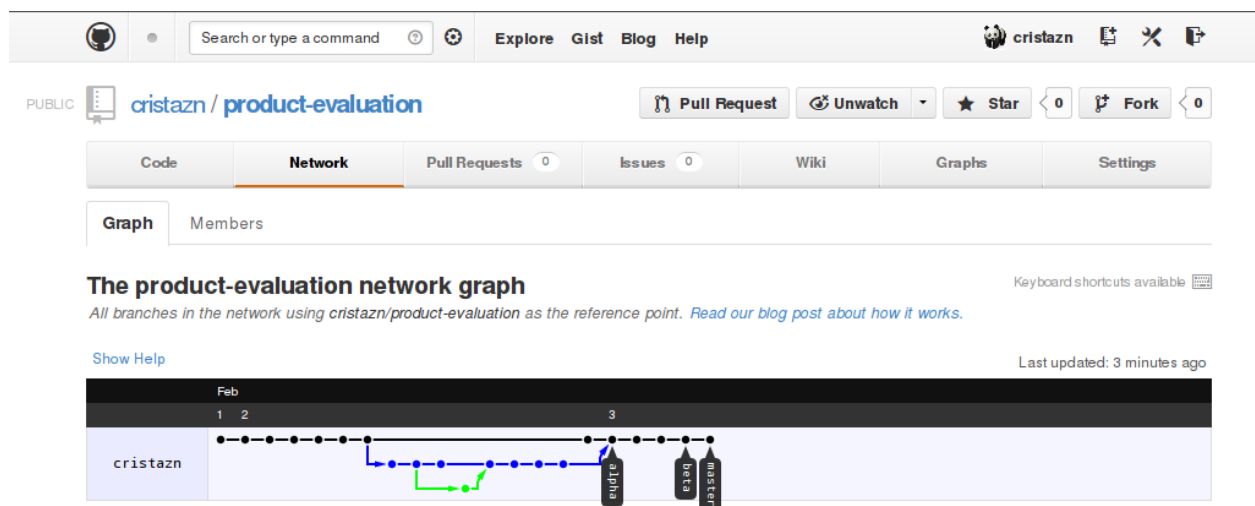 Search or type a command Explore Gist Blog Help cristazn
PUBLIC cristazn / product-evaluation Pull Request Unwatch Star 0 Fork 0
Code Network Pull Requests 0 Issues 0 Wiki Graphs Settings
Graph Members
The product-evaluation network graph Keyboard shortcuts available
All branches in the network using cristazn/product-evaluation as the reference point. Read our blog post about how it works.
Show Help Last updated: 3 minutes ago
Feb
1 2 3
cristazn
alpha
beta
master